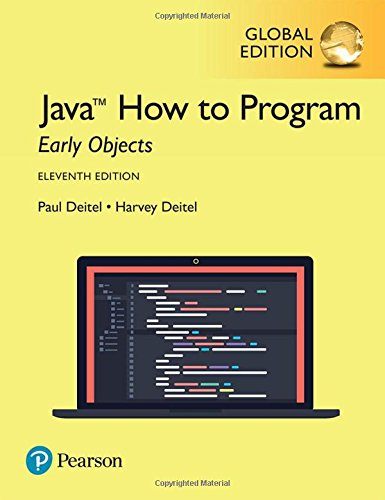 Copyrighted Material
GLOBAL
EDITION
Java™ How to Program
Early Objects
ELEVENTH EDITION
Paul Deitel • Harvey Deitel
Pearson
Copyrighted Material